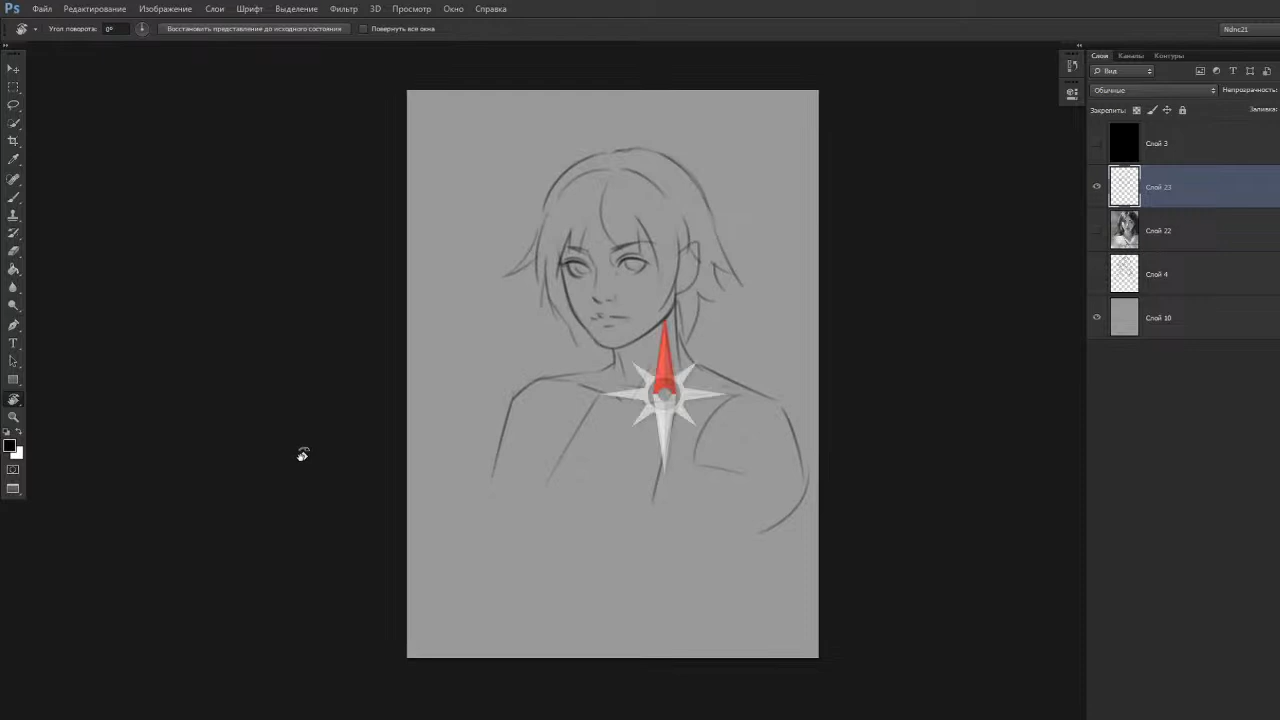 Ps Файл Редактирование Изображение Слои Шрифт Выделение Фильтр 3D Просмотр Окно Справка
Угол поворота: 0° Восстановить представление до исходного состояния Повернуть все окна Ndnc21
Слои Каналы Контуры
Вид
Обычные Непрозрачность:
Закрепить: Заливка:
Слой 3
Слой 23
Слой 22
Слой 4
Слой 10